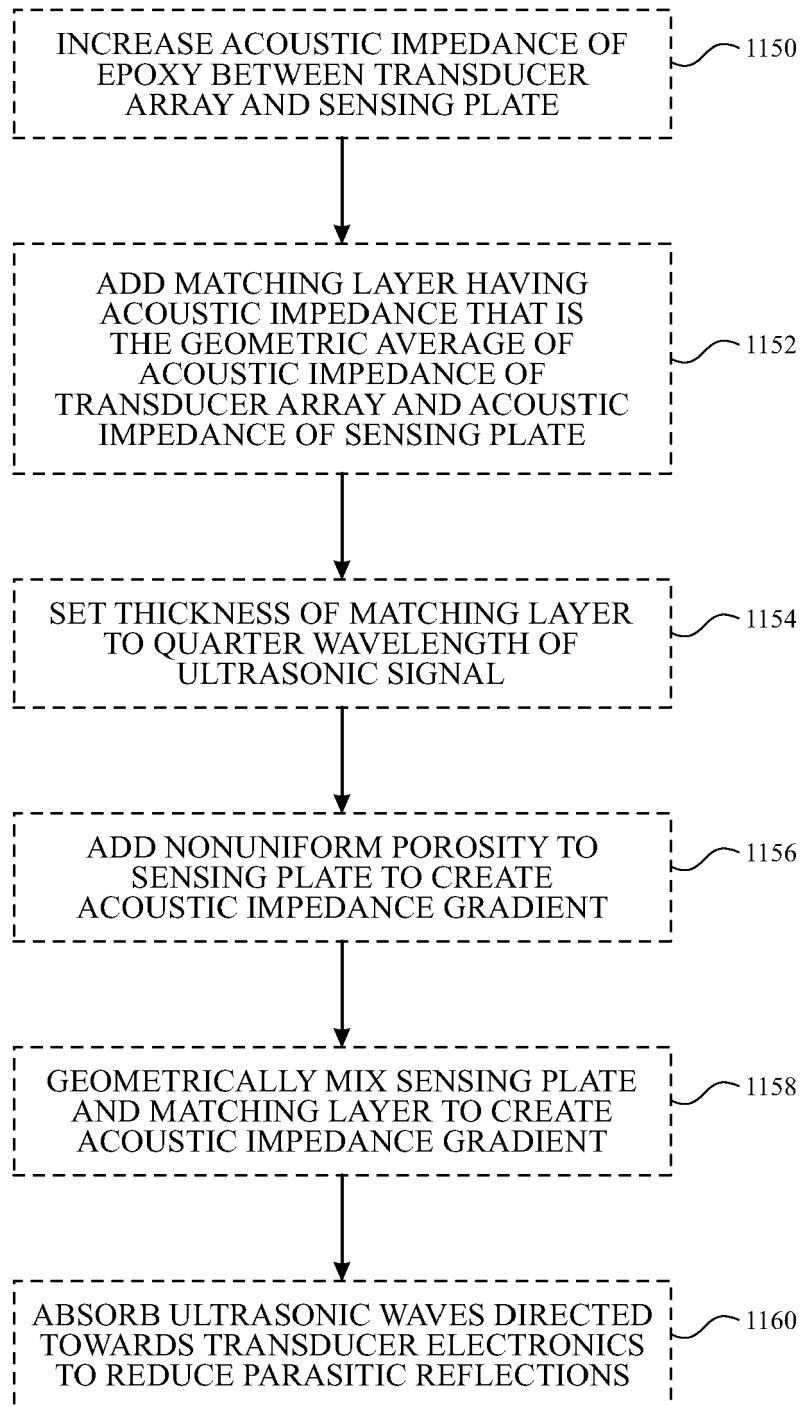 INCREASE ACOUSTIC IMPEDANCE OF
EPOXY BETWEEN TRANSDUCER
ARRAY AND SENSING PLATE
1150
ADD MATCHING LAYER HAVING
ACOUSTIC IMPEDANCE THAT IS
THE GEOMETRIC AVERAGE OF
ACOUSTIC IMPEDANCE OF
TRANSDUCER ARRAY AND ACOUSTIC
IMPEDANCE OF SENSING PLATE
1152
SET THICKNESS OF MATCHING LAYER
TO QUARTER WAVELENGTH OF
ULTRASONIC SIGNAL
1154
ADD NONUNIFORM POROSITY TO
SENSING PLATE TO CREATE
ACOUSTIC IMPEDANCE GRADIENT
1156
GEOMETRICALLY MIX SENSING PLATE
AND MATCHING LAYER TO CREATE
ACOUSTIC IMPEDANCE GRADIENT
1158
ABSORB ULTRASONIC WAVES DIRECTED
TOWARDS TRANSDUCER ELECTRONICS
TO REDUCE PARASITIC REFLECTIONS
1160